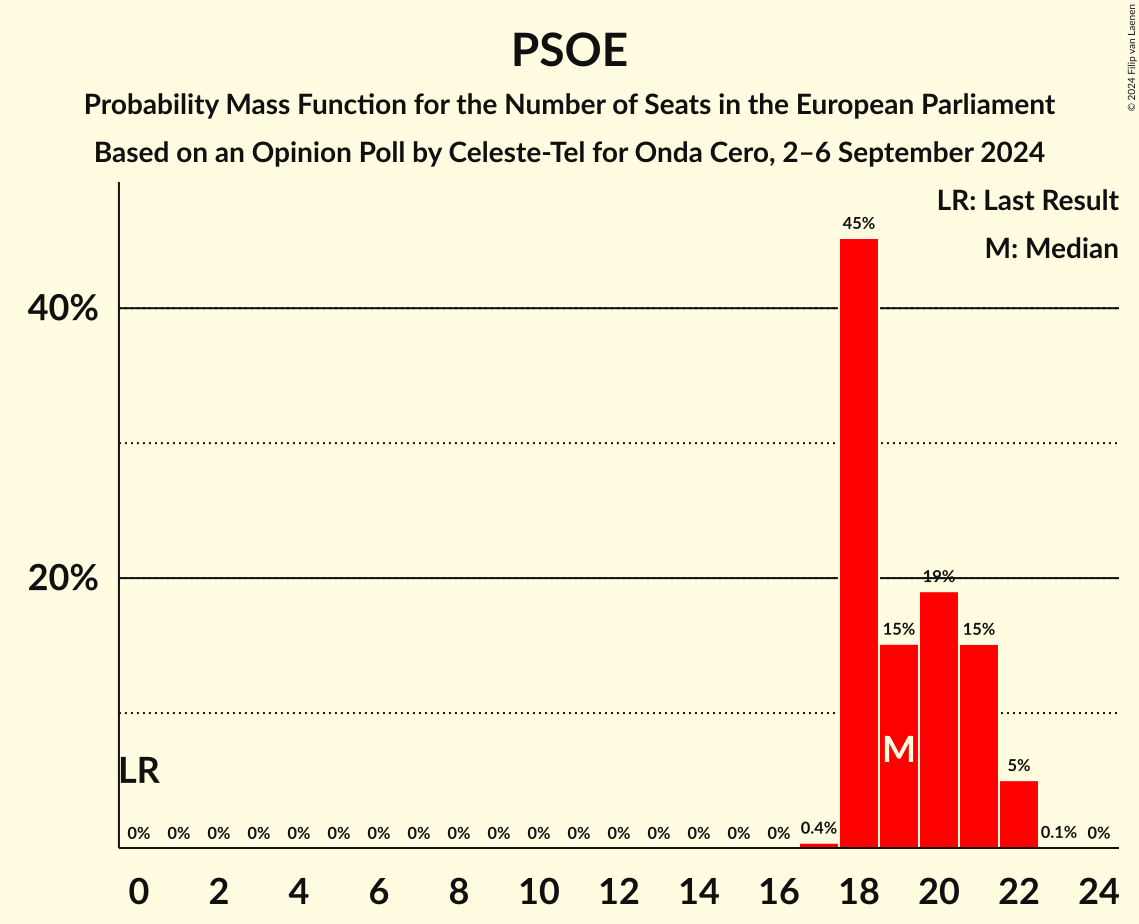 PSOE
Probability Mass Function for the Number of Seats in the European Parliament
Based on an Opinion Poll by Celeste-Tel for Onda Cero, 2–6 September 2024
© 2024 Filip van Laenen
LR: Last Result
M: Median
45%
40%
20%
19%
15%
15%
M
5%
LR
0% 0% 0% 0% 0% 0% 0% 0% 0% 0% 0% 0% 0% 0% 0% 0% 0% 0.4% 0.1% 0%
0 2 4 6 8 10 12 14 16 18 20 22 24